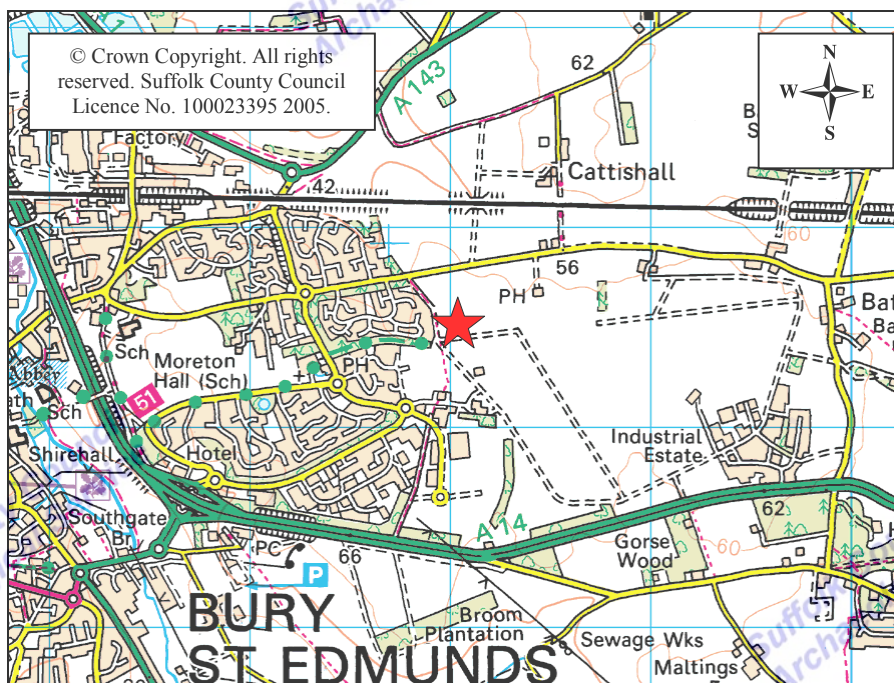 © Crown Copyright. All rights
reserved. Suffolk County Council
Licence No. 100023395 2005.
N
W E
S
A 143
62
Factory
Cattishall
42
60
56
PH
Sch
Moreton
Hall (Sch)
PH
Abbey
Sch
51
Shirehall
Hotel
Industrial
Estate
Southgate
Br
A 14
62
PC
66
P
Gorse
Wood
60
BURY
ST EDMUNDS
Broom
Plantation
Sewage Wks
Maltings